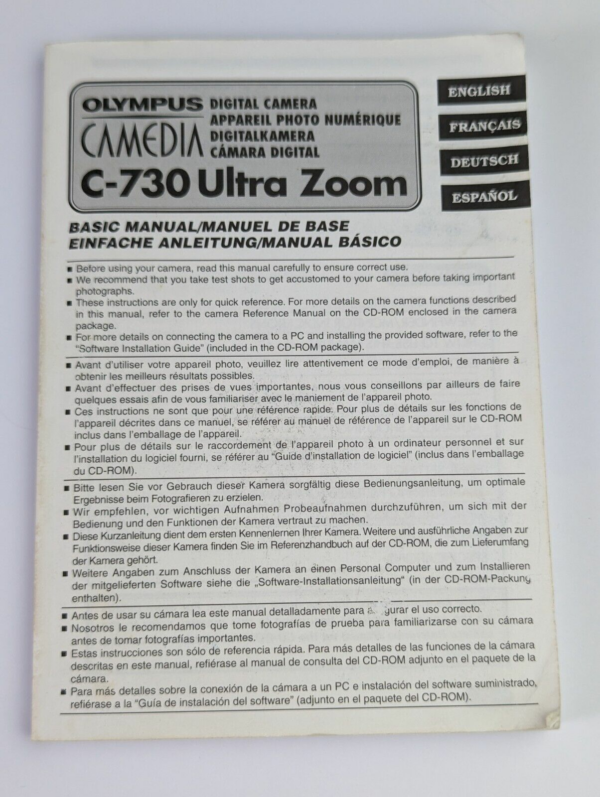 OLYMPUS DIGITAL CAMERA
CAMEDIA APPAREIL PHOTO NUMÉRIQUE
DIGITALKAMERA
CÁMARA DIGITAL
C-730 Ultra Zoom
ENGLISH
FRANÇAIS
DEUTSCH
ESPAÑOL
BASIC MANUAL/MANUEL DE BASE
EINFACHE ANLEITUNG/MANUAL BÁSICO
■ Before using your camera, read this manual carefully to ensure correct use.
■ We recommend that you take test shots to get accustomed to your camera before taking important
photographs.
■ These instructions are only for quick reference. For more details on the camera functions described
in this manual, refer to the camera Reference Manual on the CD-ROM enclosed in the camera
package.
■ For more details on connecting the camera to a PC and installing the provided software, refer to the
"Software Installation Guide" (included in the CD-ROM package).
■ Avant d'utiliser votre appareil photo, veuillez lire attentivement ce mode d'emploi, de manière à
obtenir les meilleurs résultats possibles.
■ Avant d'effectuer des prises de vues importantes, nous vous conseillons par ailleurs de faire
quelques essais afin de vous familiariser avec le maniement de l'appareil photo.
■ Ces instructions ne sont que pour une référence rapide. Pour plus de détails sur les fonctions de
l'appareil décrites dans ce manuel, se référer au manuel de référence de l'appareil sur le CD-ROM
inclus dans l'emballage de l'appareil.
■ Pour plus de détails sur le raccordement de l'appareil photo à un ordinateur personnel et sur
l'installation du logiciel fourni, se référer au "Guide d'installation de logiciel" (inclus dans l'emballage
du CD-ROM).
■ Bitte lesen Sie vor Gebrauch dieser Kamera sorgfältig diese Bedienungsanleitung, um optimale
Ergebnisse beim Fotografieren zu erzielen.
■ Wir empfehlen, vor wichtigen Aufnahmen Probeaufnahmen durchzuführen, um sich mit der
Bedienung und den Funktionen der Kamera vertraut zu machen.
■ Diese Kurzanleitung dient dem ersten Kennenlernen Ihrer Kamera. Weitere und ausführliche Angaben zur
Funktionsweise dieser Kamera finden Sie im Referenzhandbuch auf der CD-ROM, die zum Lieferumfang
der Kamera gehört.
■ Weitere Angaben zum Anschluss der Kamera an einen Personal Computer und zum Installieren
der mitgelieferten Software siehe die „Software-Installationsanleitung" (in der CD-ROM-Packung
enthalten).
■ Antes de usar su cámara lea este manual detalladamente para gurar el uso correcto.
■ Nosotros le recomendamos que tome fotografías de prueba para familiarizarse con su cámara
antes de tomar fotografías importantes.
■ Estas instrucciones son sólo de referencia rápida. Para más detalles de las funciones de la cámara
descritas en este manual, refiérase al manual de consulta del CD-ROM adjunto en el paquete de la
cámara.
■ Para más detalles sobre la conexión de la cámara a un PC e instalación del software suministrado,
refiérase a la "Guía de instalación del software" (adjunto en el paquete del CD-ROM).